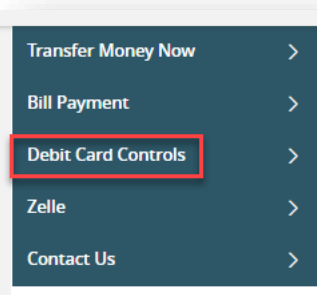 Transfer Money Now
Bill Payment
Debit Card Controls
Zelle
Contact Us